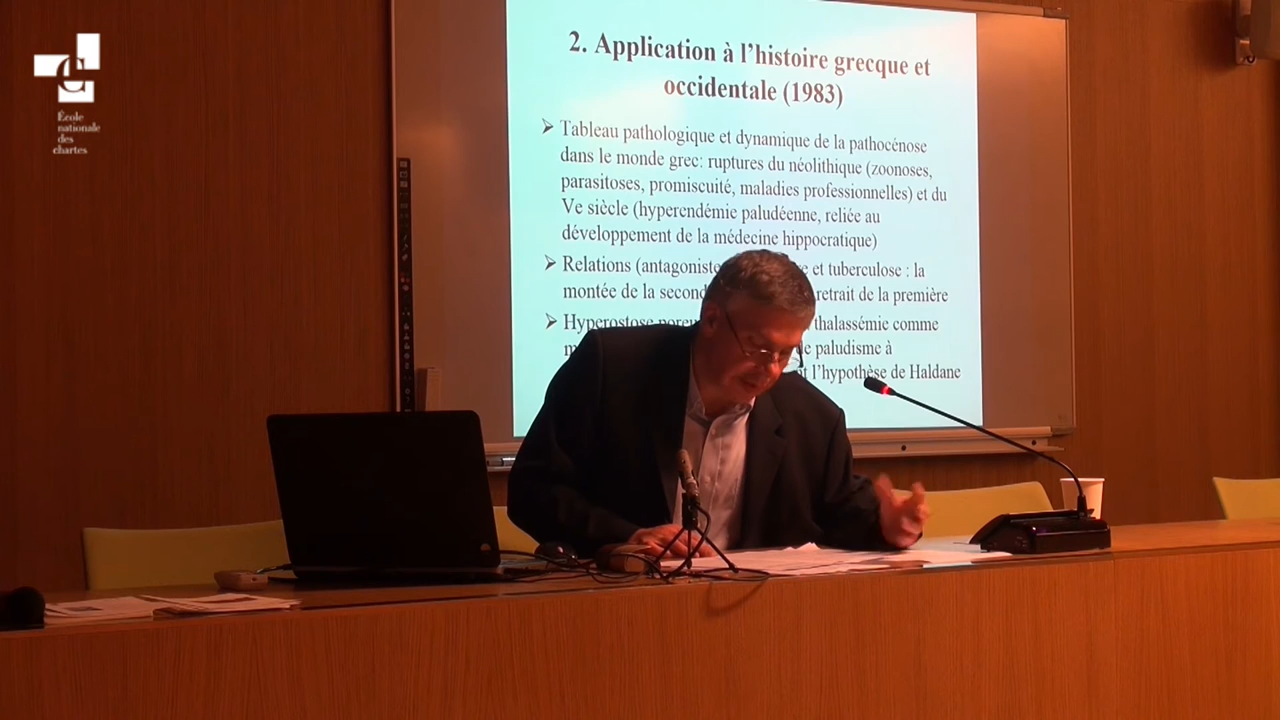 École
nationale
des
chartes
2. Application à l'histoire grecque et
occidentale (1983)
➢ Tableau pathologique et dynamique de la pathocénose
dans le monde grec: ruptures du néolithique (zoonoses,
parasitoses, promiscuité, maladies professionnelles) et du
Ve siècle (hyperendémie paludéenne, reliée au
développement de la médecine hippocratique)
➢ Relations (antagoniste et tuberculose : la
montée de la second retrait de la première
➢ Hyperostose poreu thalassémie comme
de paludisme à
l'hypothèse de Haldane